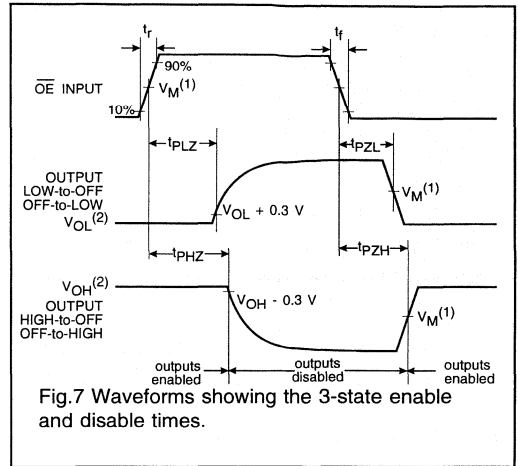 tr
tf
90%
OE INPUT
VM(1)
10%
tPLZ
tPZL
OUTPUT
LOW-to-OFF
OFF-to-LOW
VOL(2)
VOL + 0.3 V
VM(1)
tPHZ
tPZH
VOH(2)
OUTPUT
HIGH-to-OFF
OFF-to-HIGH
VOH - 0.3 V
VM(1)
outputs
enabled
outputs
disabled
outputs
enabled
Fig.7 Waveforms showing the 3-state enable
and disable times.